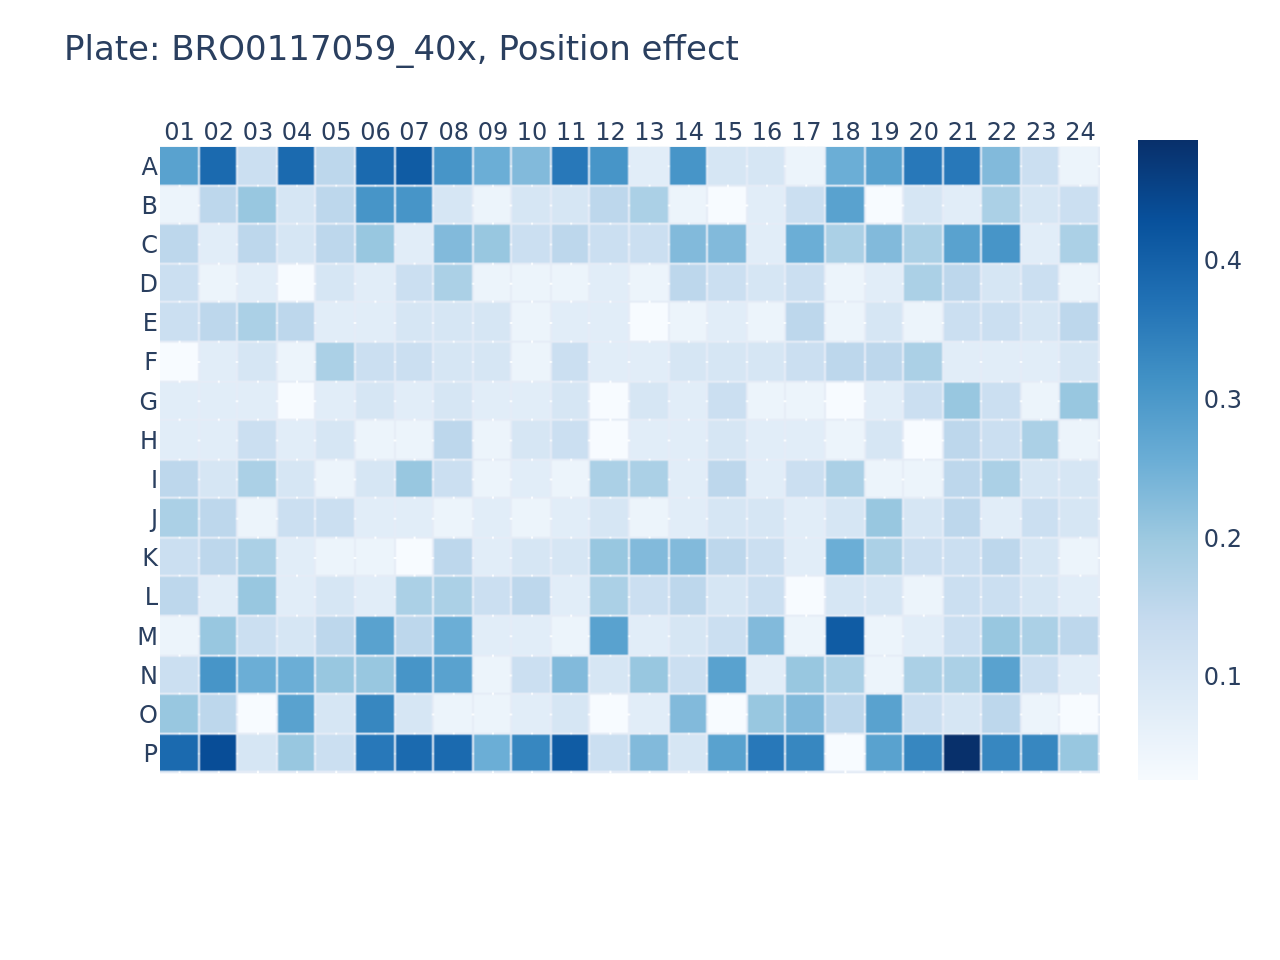 Plate: BRO0117059_40x, Position effect
01 02 03 04 05 06 07 08 09 10 11 12 13 14 15 16 17 18 19 20 21 22 23 24
A
B
C
D
E
F
G
H
I
J
K
L
M
N
O
P
0.4
0.3
0.2
0.1